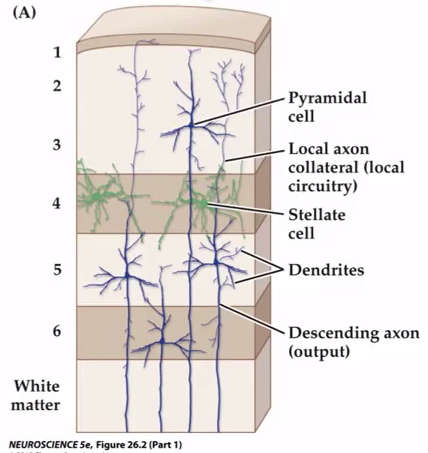 (A)
1
2
3
4
5
6
White
matter
Pyramidal
cell
Local axon
collateral (local
circuitry)
Stellate
cell
Dendrites
Descending axon
(output)
NEUROSCIENCE 5e, Figure 26.2 (Part 1)